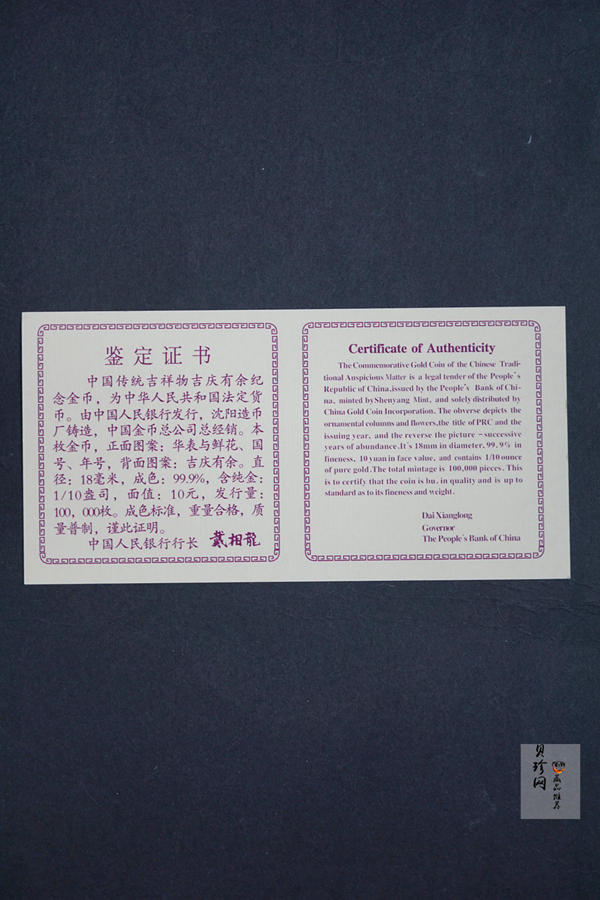 鉴定证书
中国传统吉祥物吉庆有余纪
念金币，为中华人民共和国法定货
币。由中国人民银行发行，沈阳造币
厂铸造，中国金币总公司总经销。本
枚金币，正面图案：华表与鲜花、国
号、年号，背面图案：吉庆有余。直
径：18毫米，成色：99.9%，含纯金：
1/10盎司，面值：10元，发行量：
100，000枚。成色标准，重量合格，质
量普制，谨此证明。
中国人民银行行长 戴相龙
Certificate of Authenticity
The Commemorative Gold Coin of the Chinese Tradi-
tional Auspicious Matter is a legal tender of the People's
Republic of China,issued by the People's Bank of Chi-
na, minted byShenyang Mint, and solely distributed by
China Gold Coin Incorporation. The obverse depicts the
ornamental columns and flowers,the title of PRC and the
issuing year, and the reverse the picture -successive
years of abundance.It's 18mm in diameter, 99.9% in
fineness, 10 yuan in face value, and contains 1/10 ounce
of pure gold.The total mintage is 100,000 pieces. This
is to certify that the coin is bu. in quality and is up to
standard as to its fineness and weight.
Dai Xianglong
Governor
The People's Bank of China
贝珍网
藏品推荐